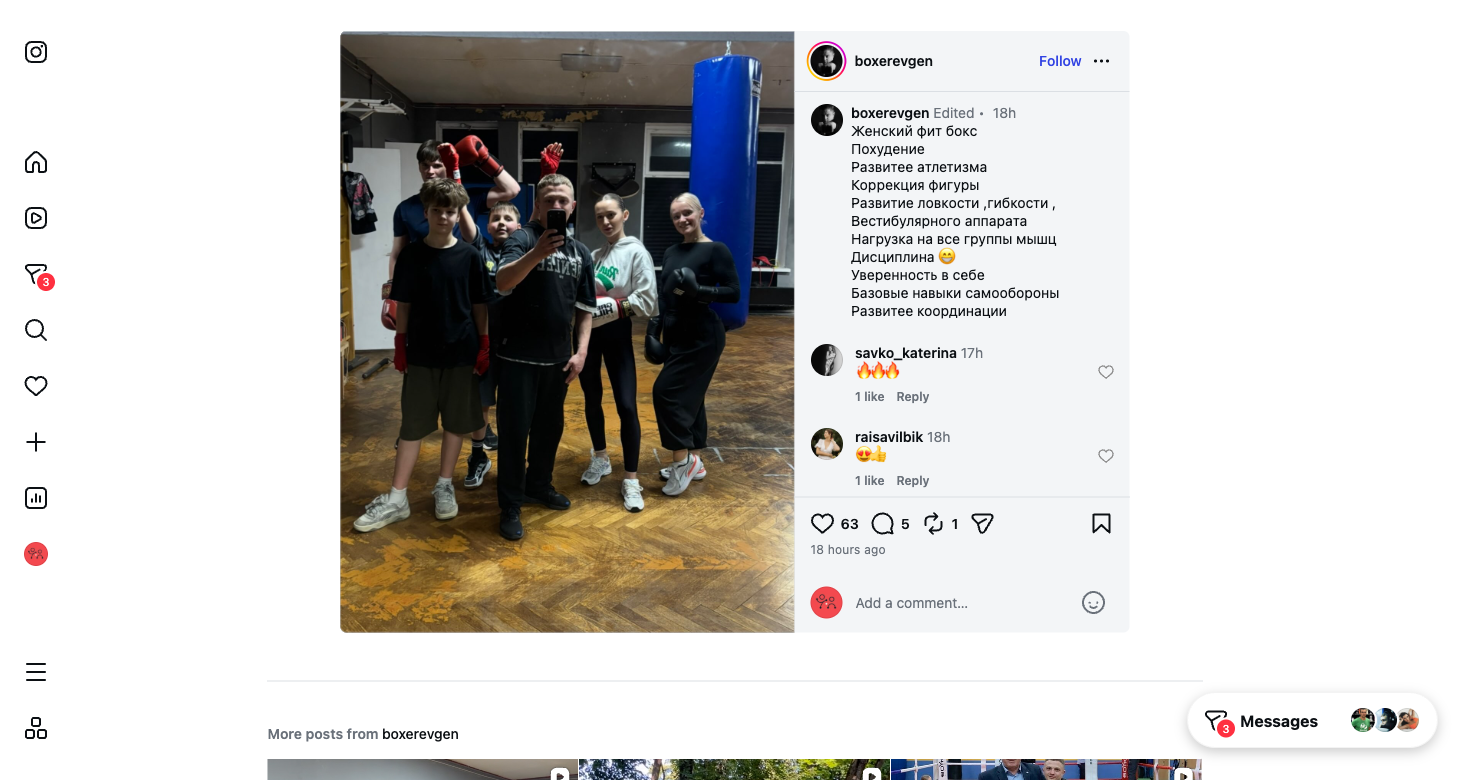 boxerevgen
Follow
boxerevgen Edited • 18h
Женский фит бокс
Похудение
Развитее атлетизма
Коррекция фигуры
Развитие ловкости ,гибкости ,
Вестибулярного аппарата
Нагрузка на все группы мышц
Дисциплина 😁
Уверенность в себе
Базовые навыки самообороны
Развитее координации
savko_katerina 17h
🔥🔥🔥
1 like Reply
raisavilbik 18h
😍👍
1 like Reply
63 5 1
18 hours ago
Add a comment...
3
More posts from boxerevgen
3 Messages